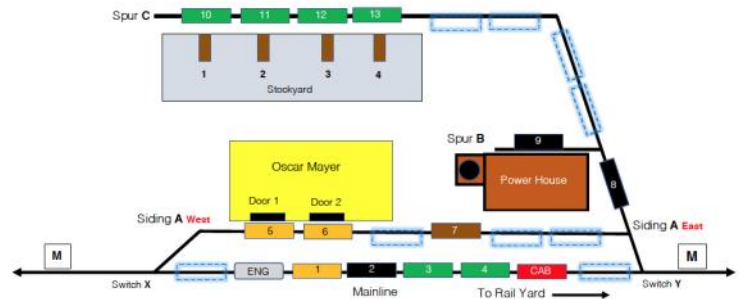 Spur C
10 11 12 13
1 2 3 4
Stockyard
Spur B
9
Oscar Mayer
Power House
8
Door 1 Door 2
Siding A West
5 6 7
Siding A East
M
M
ENG 1 2 3 4 CAB
Switch X
Mainline
To Rail Yard
Switch Y